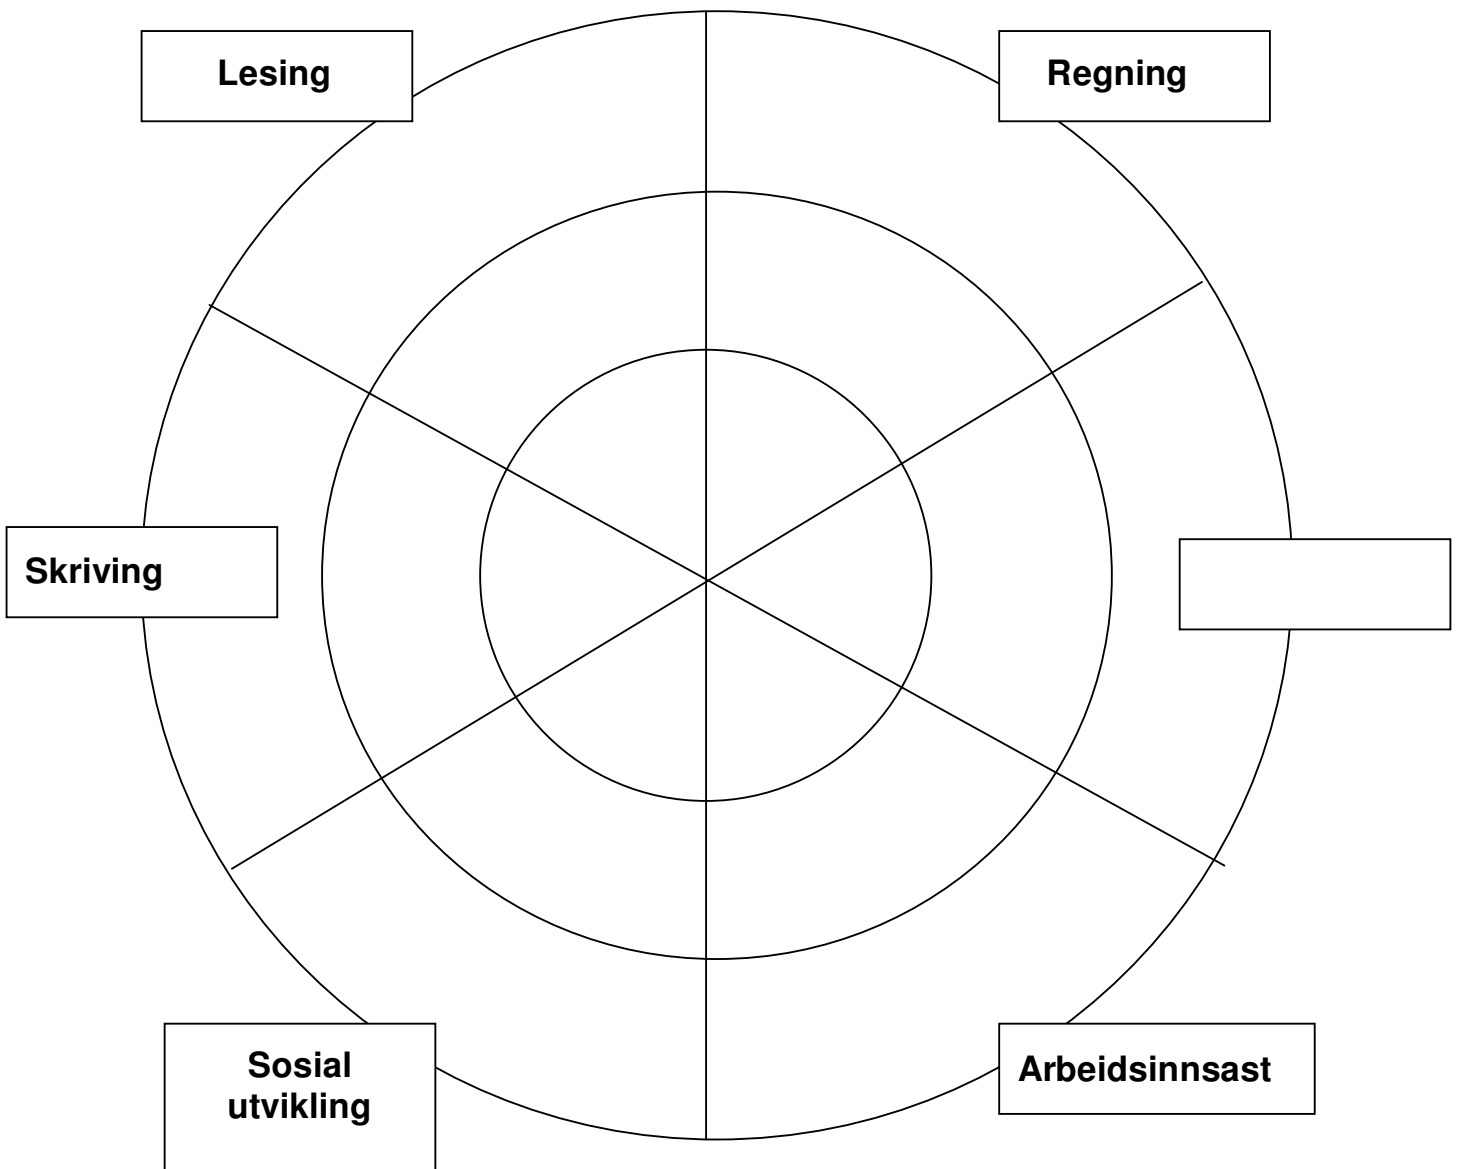 Lesing
Regning
Skriving
Sosial
utvikling
Arbeidsinnsast